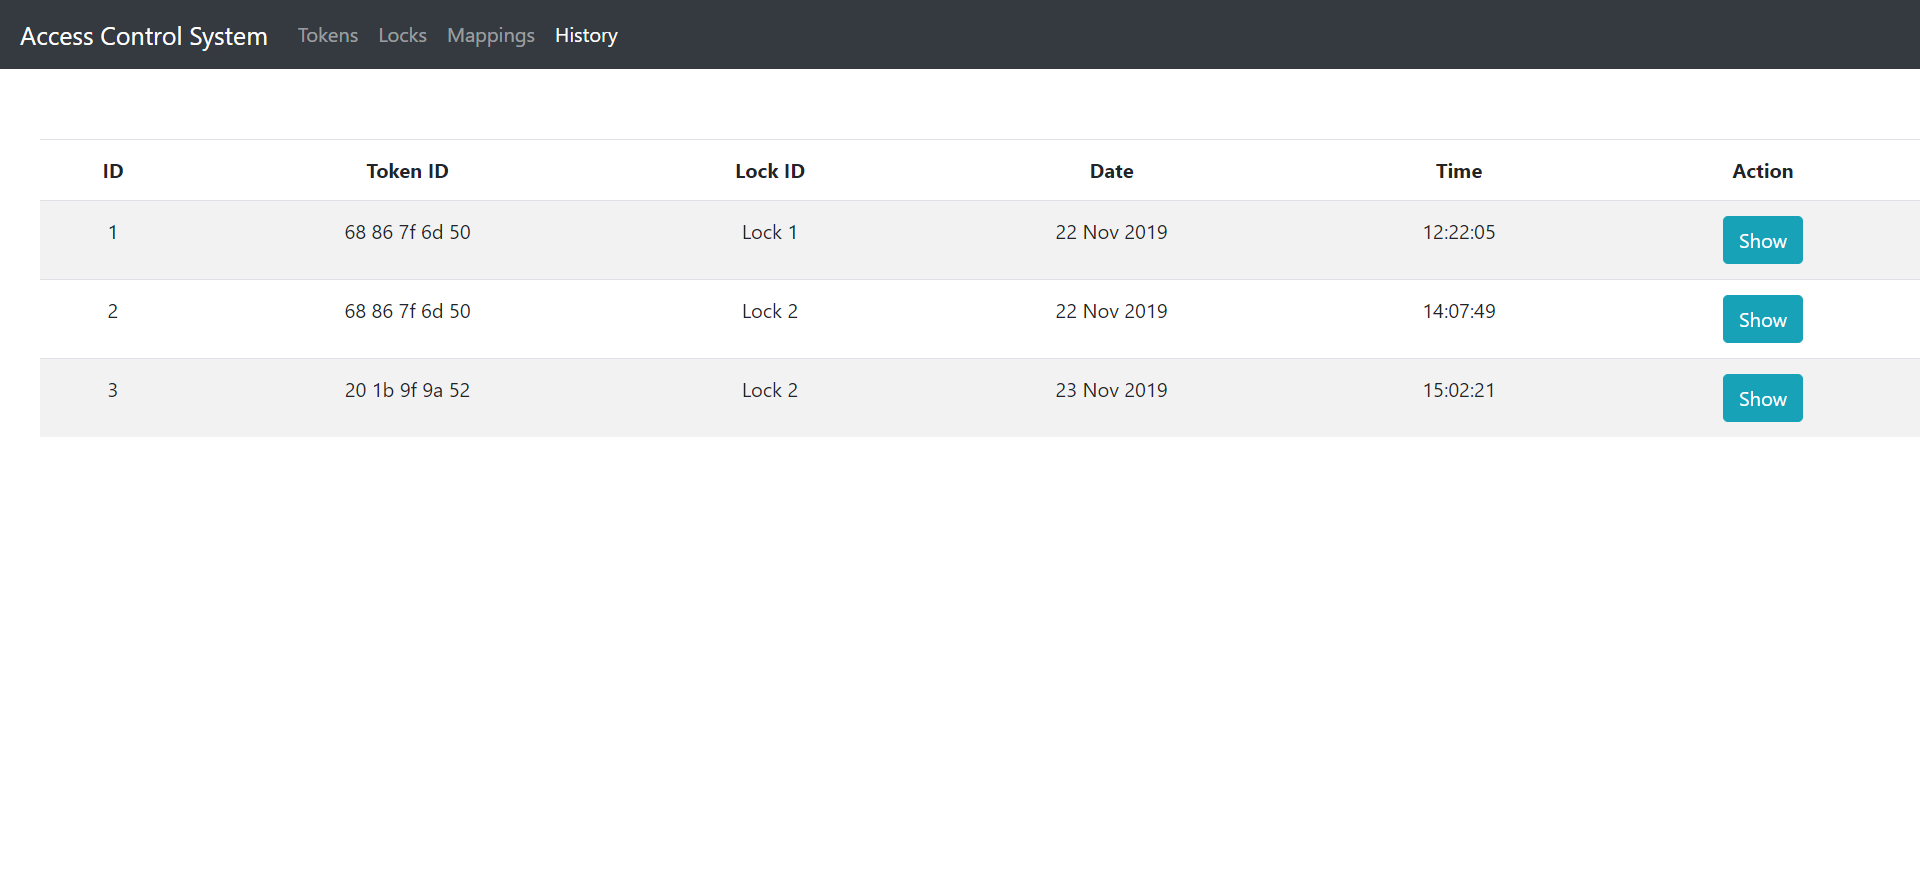 Access Control System Tokens Locks Mappings History
ID Token ID Lock ID Date Time Action
1 68 86 7f 6d 50 Lock 1 22 Nov 2019 12:22:05 Show
2 68 86 7f 6d 50 Lock 2 22 Nov 2019 14:07:49 Show
3 20 1b 9f 9a 52 Lock 2 23 Nov 2019 15:02:21 Show